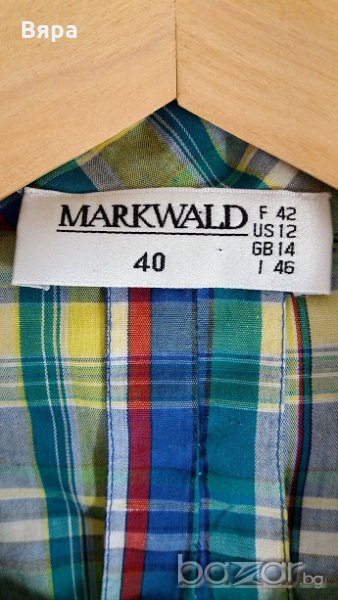 Вяра
MARKWALD
40
F 42
US 12
GB 14
I 46
bazar.bg